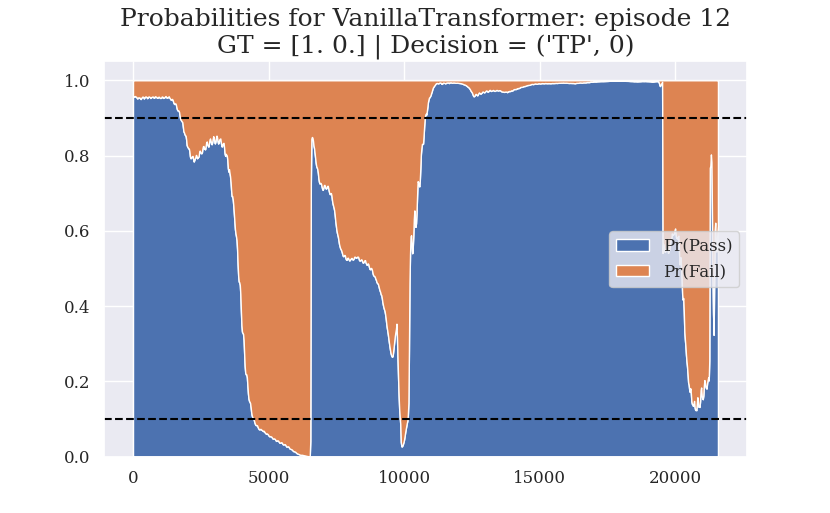 Probabilities for VanillaTransformer: episode 12
GT = [1. 0.] | Decision = ('TP', 0)
1.0
0.8
0.6
0.4
0.2
0.0
Pr(Pass)
Pr(Fail)
0
5000
10000
15000
20000